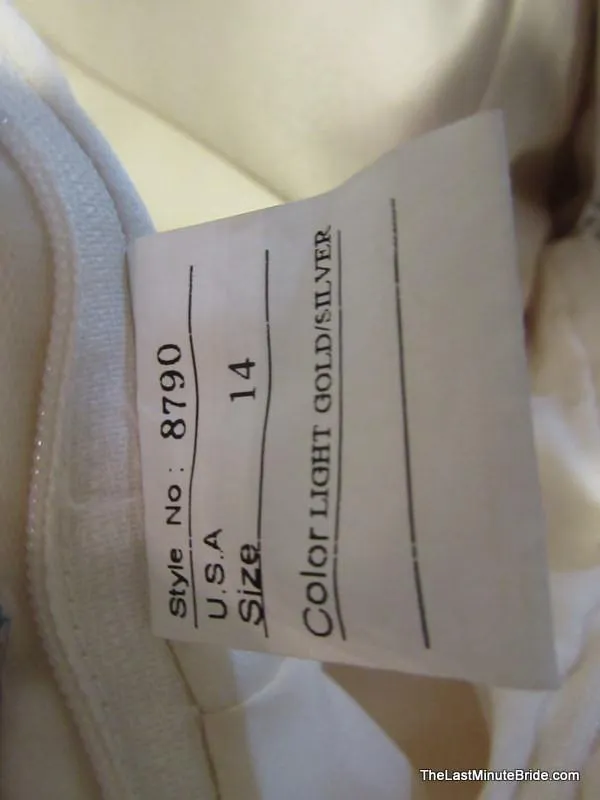 Style No: 8790
U.S.A
Size 14
Color LIGHT GOLD/SILVER
TheLastMinuteBride.com